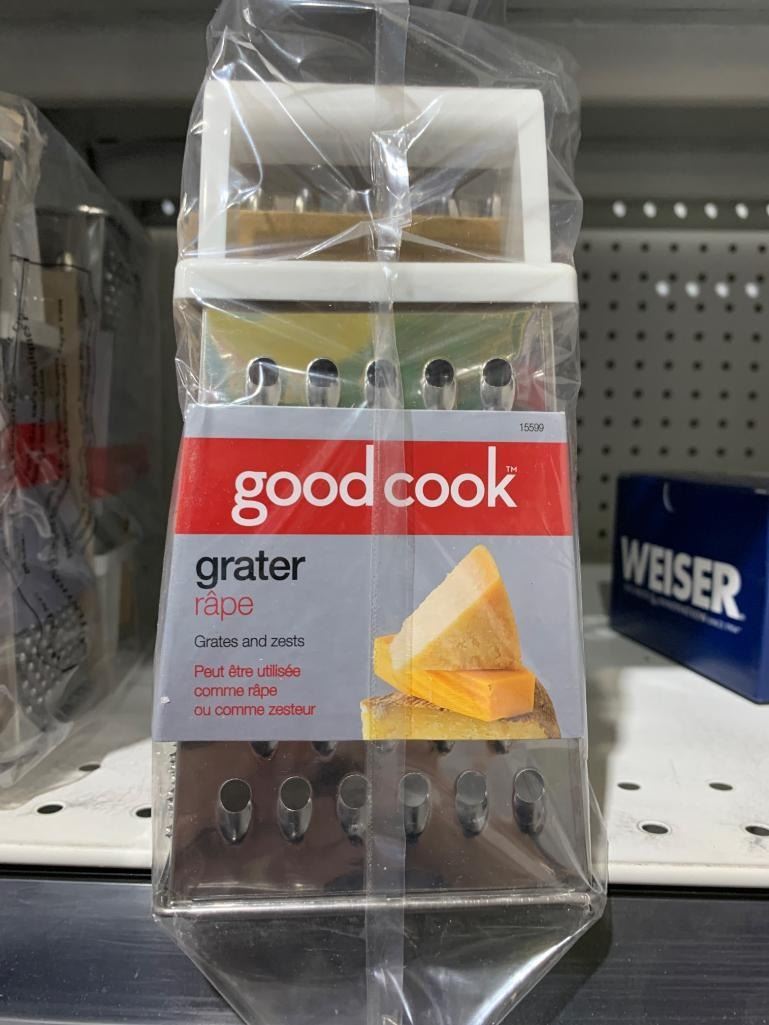 15599
good cook™
grater
râpe
Grates and zests
Peut être utilisée
comme râpe
ou comme zesteur
WEISER